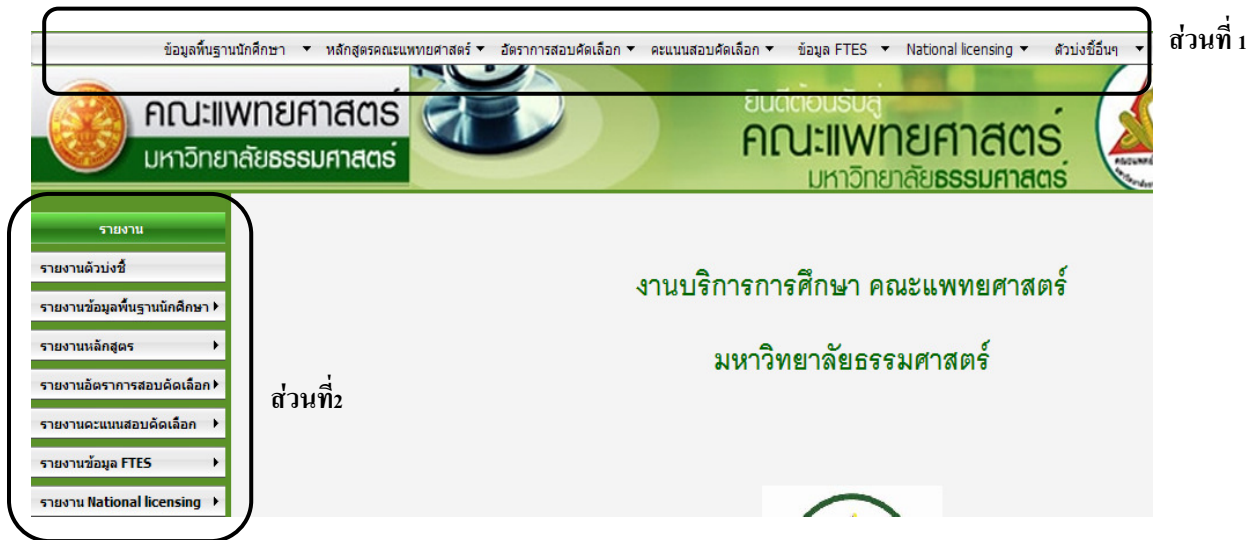 ข้อมูลพื้นฐานนักศึกษา หลักสูตรคณะแพทยศาสตร์ อัตราการสอบคัดเลือก คะแนนสอบคัดเลือก ข้อมูล FTES National licensing ตัวบ่งชี้อื่นๆ
ส่วนที่ 1
คณะแพทยศาสตร์
มหาวิทยาลัยธรรมศาสตร์
ยินดีต้อนรับสู่
คณะแพทยศาสตร์
มหาวิทยาลัยธรรมศาสตร์
รายงาน
รายงานตัวบ่งชี้
รายงานข้อมูลพื้นฐานนักศึกษา
รายงานหลักสูตร
รายงานอัตราการสอบคัดเลือก
รายงานคะแนนสอบคัดเลือก
รายงานข้อมูล FTES
รายงาน National licensing
ส่วนที่2
งานบริการการศึกษา คณะแพทยศาสตร์
มหาวิทยาลัยธรรมศาสตร์